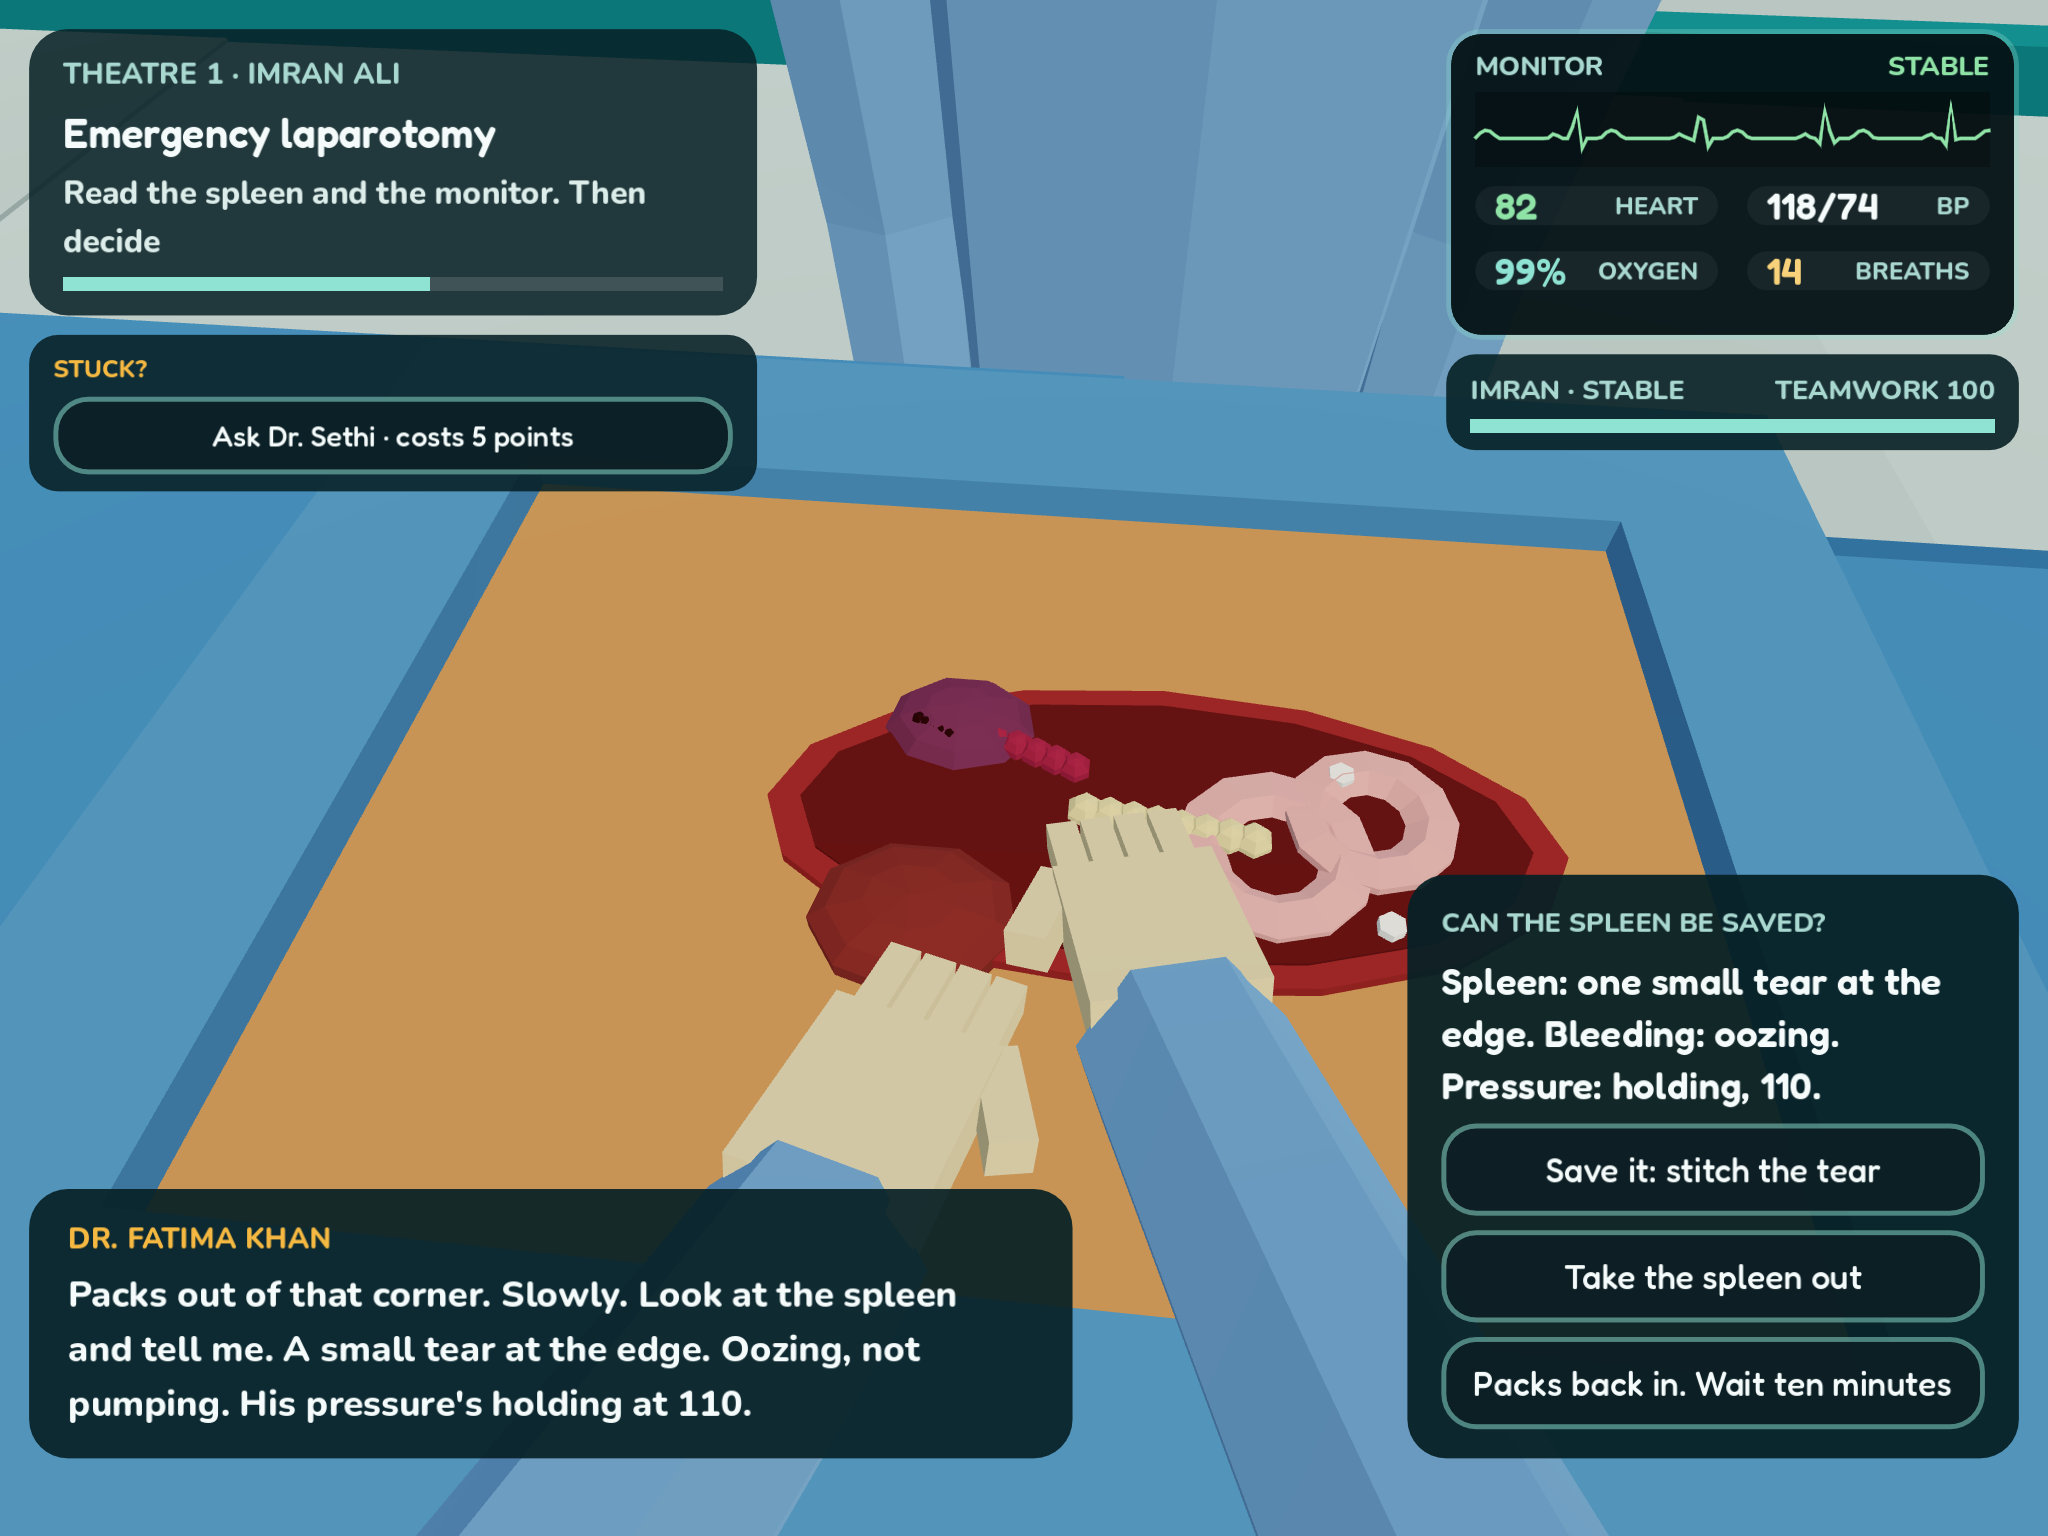 THEATRE 1 · IMRAN ALI
Emergency laparotomy
Read the spleen and the monitor. Then
decide
STUCK?
Ask Dr. Sethi · costs 5 points
MONITOR
STABLE
82 HEART
118/74 BP
99% OXYGEN
14 BREATHS
IMRAN · STABLE
TEAMWORK 100
CAN THE SPLEEN BE SAVED?
Spleen: one small tear at the
edge. Bleeding: oozing.
Pressure: holding, 110.
Save it: stitch the tear
Take the spleen out
Packs back in. Wait ten minutes
DR. FATIMA KHAN
Packs out of that corner. Slowly. Look at the spleen
and tell me. A small tear at the edge. Oozing, not
pumping. His pressure's holding at 110.